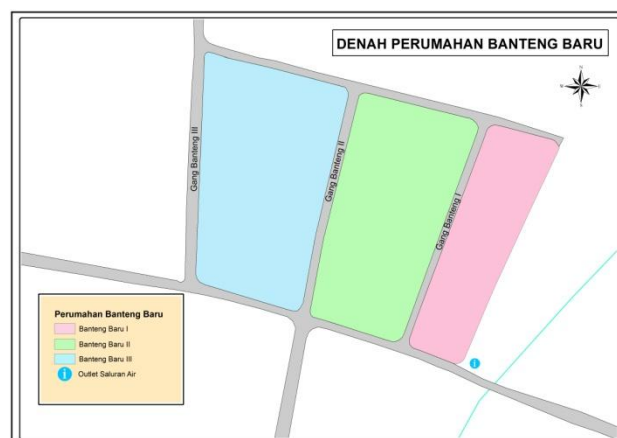 DENAH PERUMAHAN BANTENG BARU
N
W E
S
Gang Banteng III
Gang Banteng II
Gang Banteng I
Perumahan Banteng Baru
Banteng Baru I
Banteng Baru II
Banteng Baru III
i Outlet Saluran Air
i